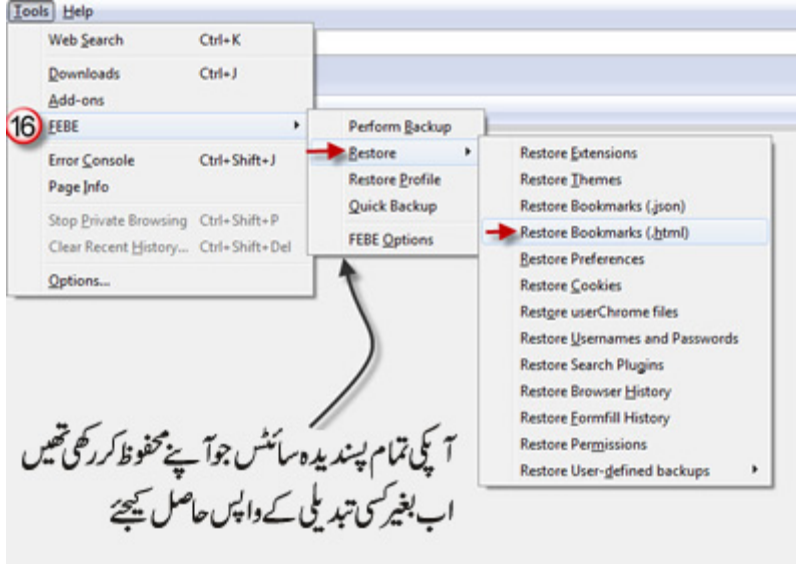 Tools Help
Web Search Ctrl+K
Downloads Ctrl+J
Add-ons
16 FEBE
Error Console Ctrl+Shift+J
Page Info
Stop Private Browsing Ctrl+Shift+P
Clear Recent History... Ctrl+Shift+Del
Options...
Perform Backup
Restore
Restore Profile
Quick Backup
FEBE Options
Restore Extensions
Restore Themes
Restore Bookmarks (.json)
Restore Bookmarks (.html)
Restore Preferences
Restore Cookies
Restore userChrome files
Restore Usernames and Passwords
Restore Search Plugins
Restore Browser History
Restore Formfill History
Restore Permissions
Restore User-defined backups
آپکی تمام پسندیدہ سائٹس جو آپنے محفوظ کر رکھی تھیں
اب بغیر کسی تبدیلی کے واپس حاصل کیجئے